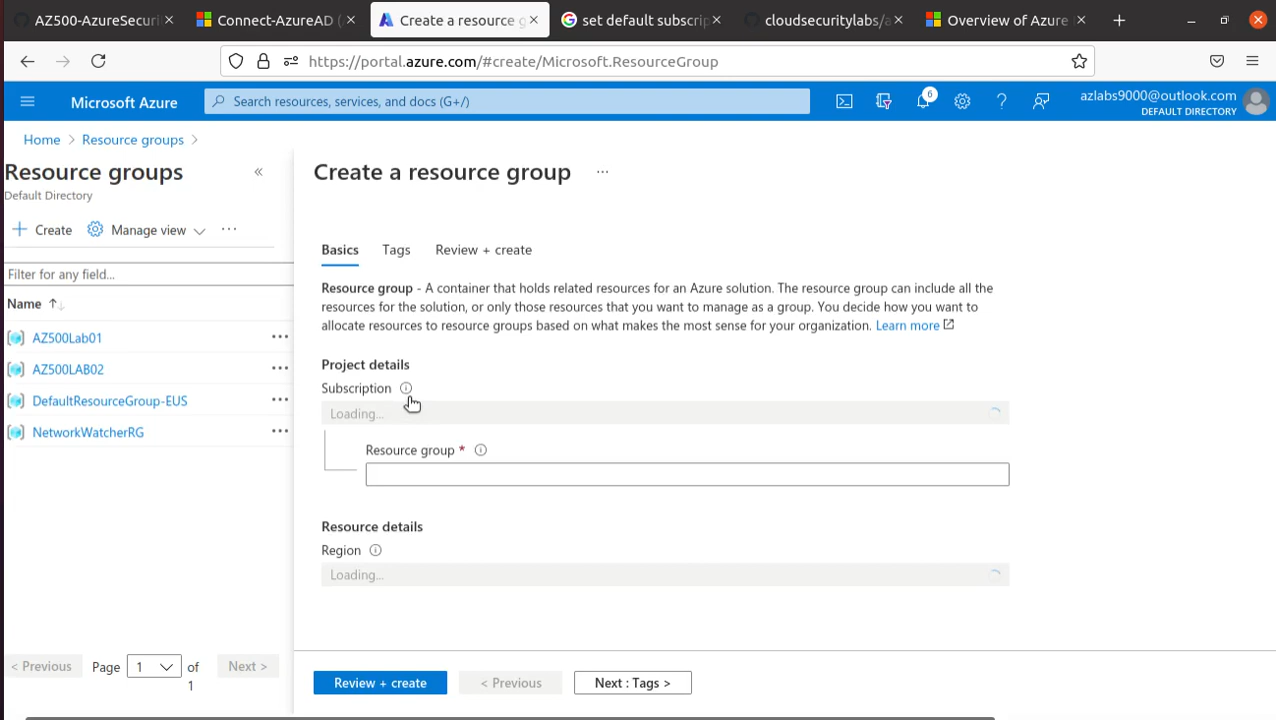 AZ500-AzureSecuri
Connect-AzureAD (
Create a resource g
set default subscrip
cloudsecuritylabs/a
Overview of Azure
https://portal.azure.com/#create/Microsoft.ResourceGroup
Microsoft Azure
Search resources, services, and docs (G+/)
6
azlabs9000@outlook.com
DEFAULT DIRECTORY
Home > Resource groups >
Resource groups
Default Directory
Create
Manage view
Filter for any field...
Name
AZ500Lab01
AZ500LAB02
DefaultResourceGroup-EUS
NetworkWatcherRG
< Previous
Page
1
of
1
Next >
Create a resource group
Basics
Tags
Review + create
Resource group - A container that holds related resources for an Azure solution. The resource group can include all the
resources for the solution, or only those resources that you want to manage as a group. You decide how you want to
allocate resources to resource groups based on what makes the most sense for your organization. Learn more
Project details
Subscription
Loading...
Resource group *
Resource details
Region
Loading...
Review + create
< Previous
Next : Tags >